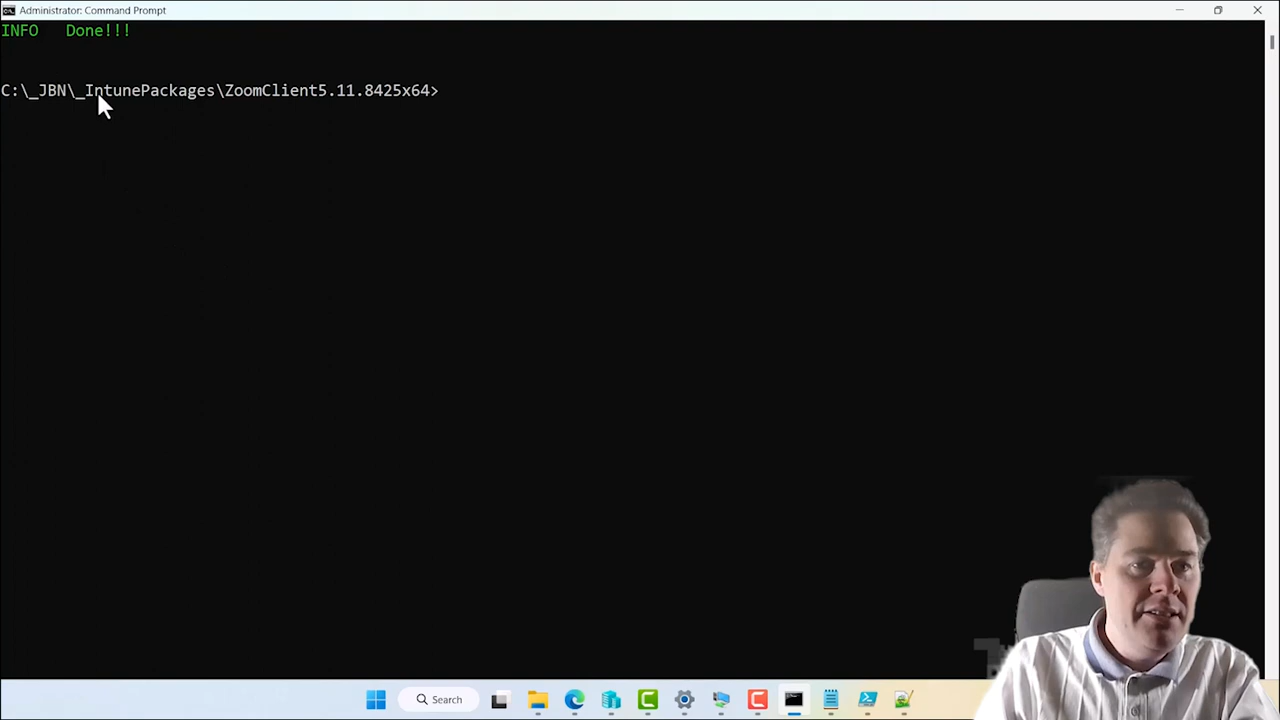 Administrator: Command Prompt
INFO   Done!!!
C:\_JBN\_IntunePackages\ZoomClient5.11.8425x64>
Search